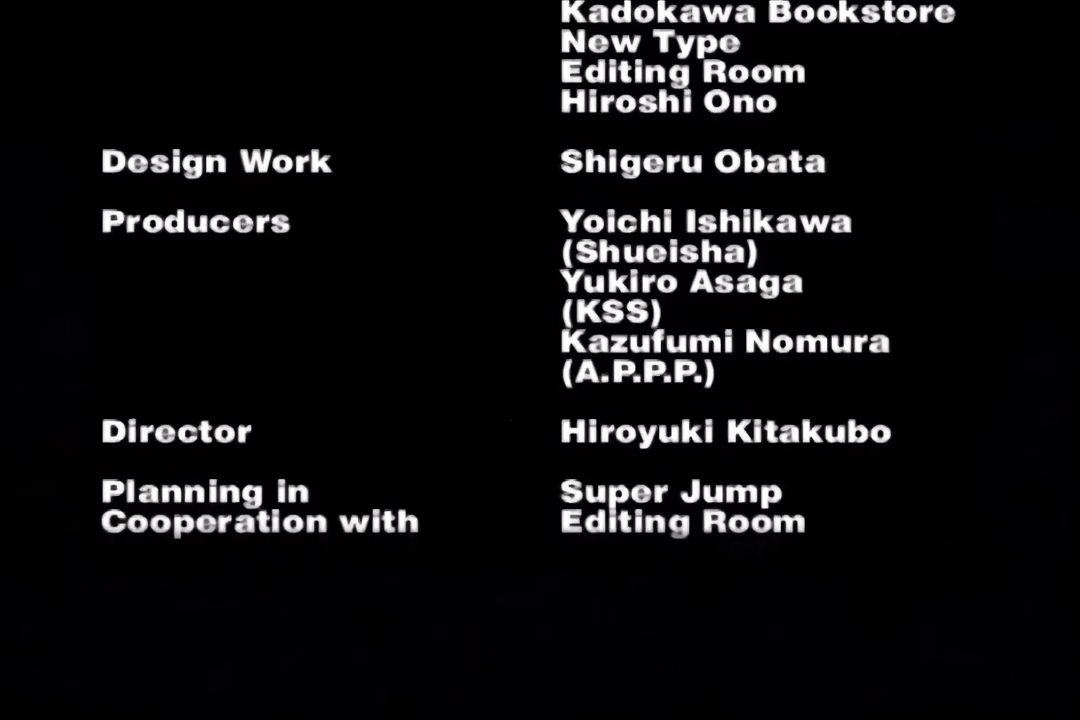 Kadokawa Bookstore
New Type
Editing Room
Hiroshi Ono
Design Work Shigeru Obata
Producers Yoichi Ishikawa
(Shueisha)
Yukiro Asaga
(KSS)
Kazufumi Nomura
(A.P.P.P.)
Director Hiroyuki Kitakubo
Planning in Super Jump
Cooperation with Editing Room